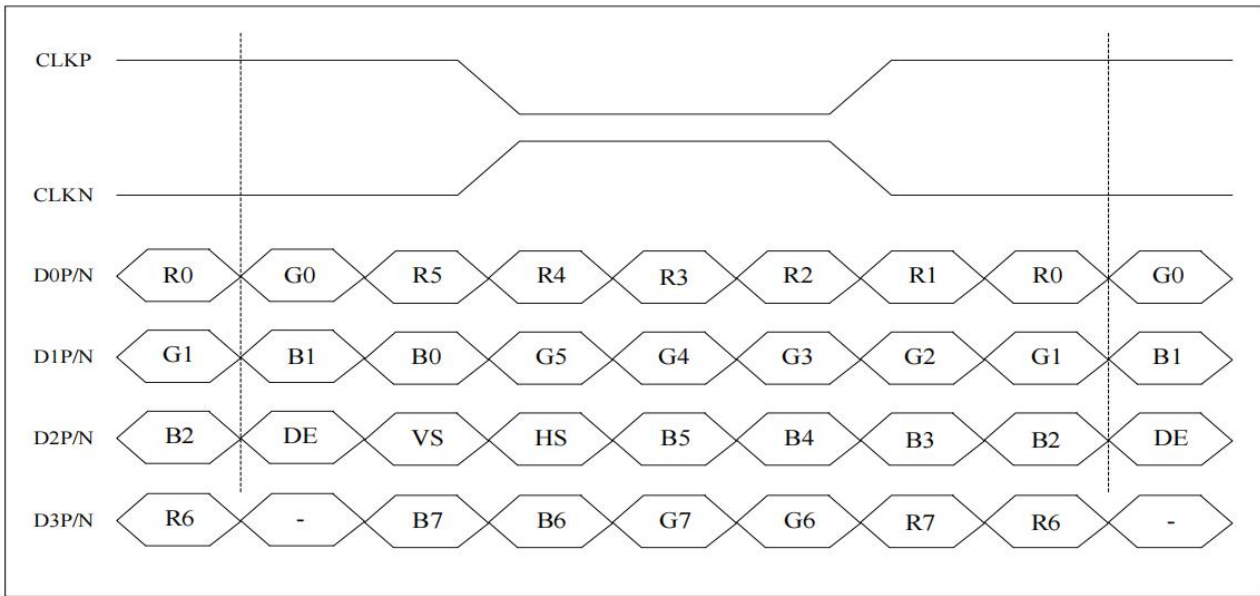 CLKP
CLKN
D0P/N R0 G0 R5 R4 R3 R2 R1 R0 G0
D1P/N G1 B1 B0 G5 G4 G3 G2 G1 B1
D2P/N B2 DE VS HS B5 B4 B3 B2 DE
D3P/N R6 - B7 B6 G7 G6 R7 R6 -